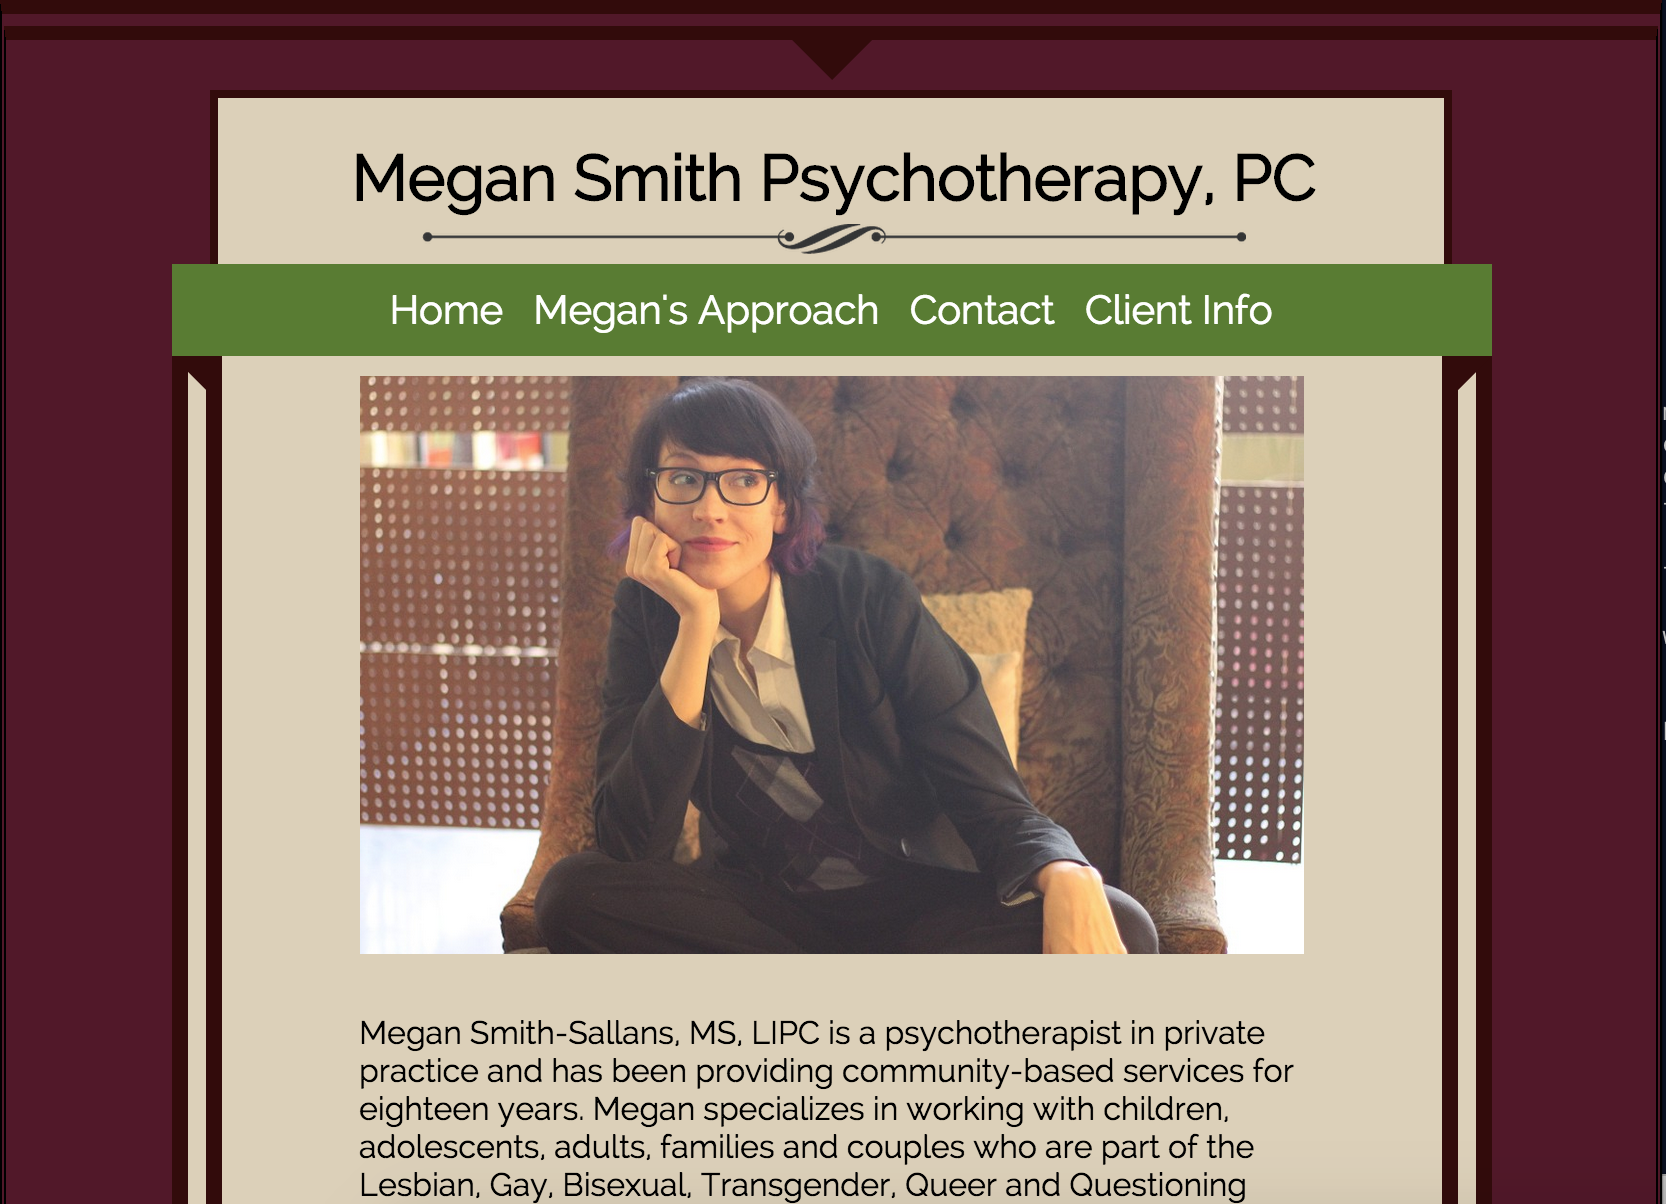 Megan Smith Psychotherapy, PC
Home Megan's Approach Contact Client Info
Megan Smith-Sallans, MS, LIPC is a psychotherapist in private
practice and has been providing community-based services for
eighteen years. Megan specializes in working with children,
adolescents, adults, families and couples who are part of the
Lesbian, Gay, Bisexual, Transgender, Queer and Questioning